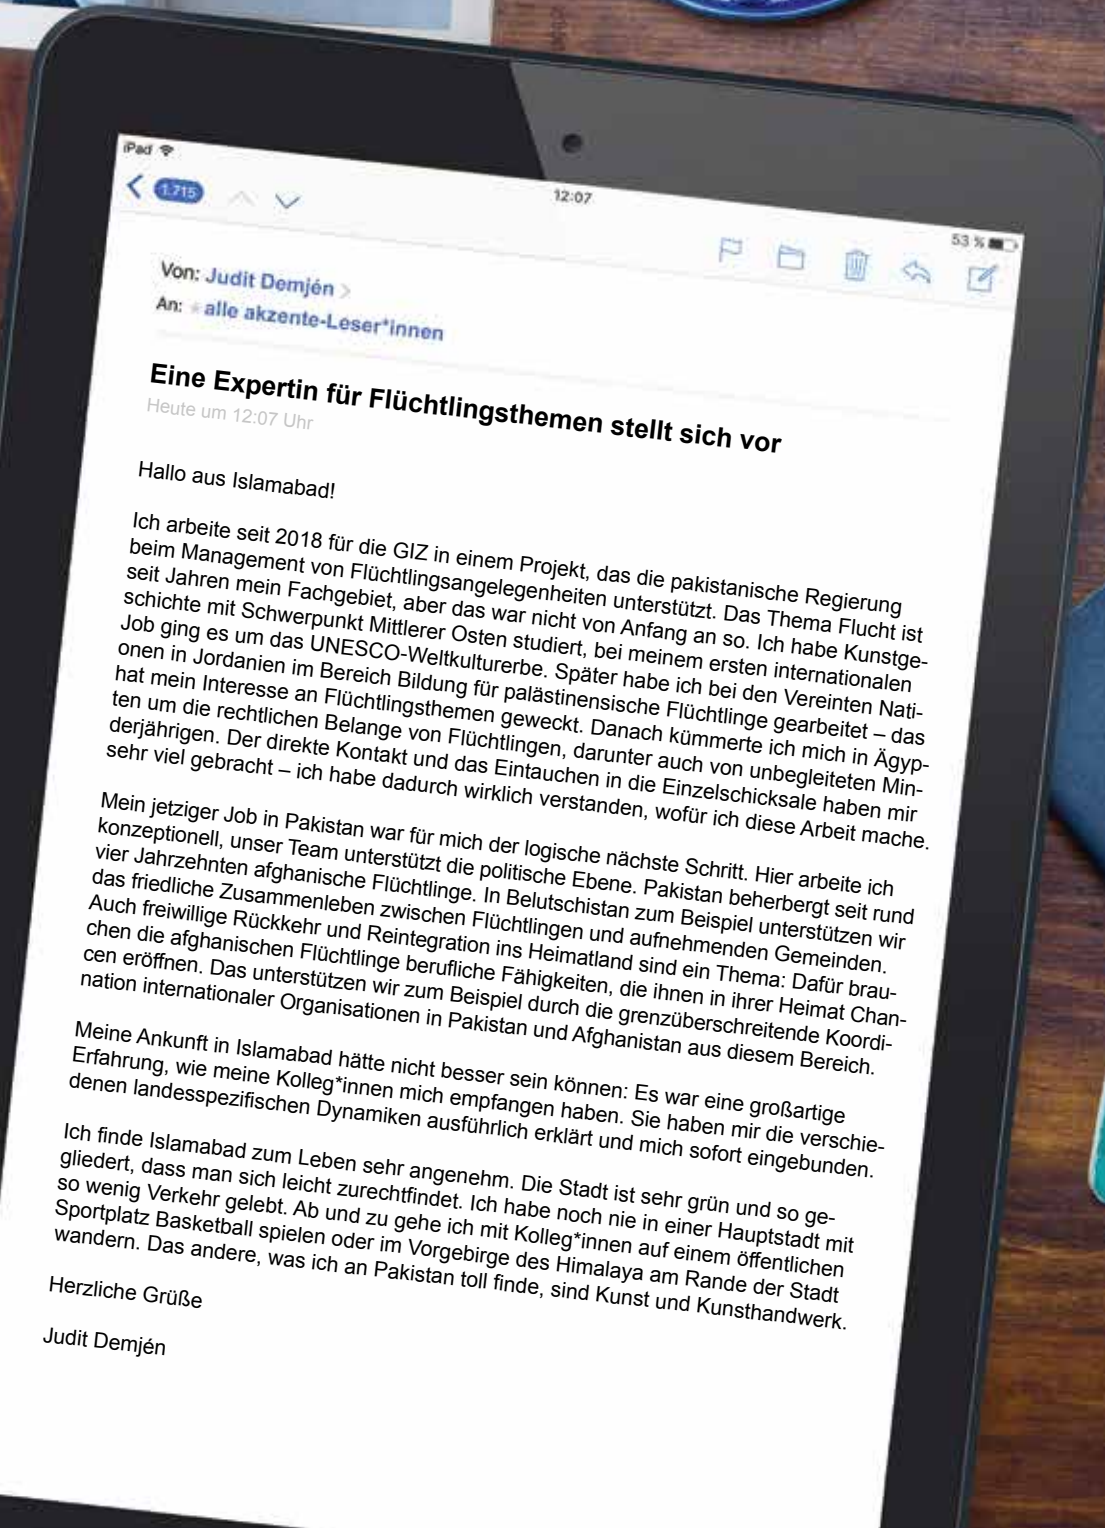 iPad
1.715
12:07
53 %
Von: Judit Demjén >
An: alle akzente-Leser*innen
Eine Expertin für Flüchtlingsthemen stellt sich vor
Heute um 12:07 Uhr
Hallo aus Islamabad!
Ich arbeite seit 2018 für die GIZ in einem Projekt, das die pakistanische Regierung
beim Management von Flüchtlingsangelegenheiten unterstützt. Das Thema Flucht ist
seit Jahren mein Fachgebiet, aber das war nicht von Anfang an so. Ich habe Kunstge-
schichte mit Schwerpunkt Mittlerer Osten studiert, bei meinem ersten internationalen
Job ging es um das UNESCO-Weltkulturerbe. Später habe ich bei den Vereinten Nati-
onen in Jordanien im Bereich Bildung für palästinensische Flüchtlinge gearbeitet – das
hat mein Interesse an Flüchtlingsthemen geweckt. Danach kümmerte ich mich in Ägyp-
ten um die rechtlichen Belange von Flüchtlingen, darunter auch von unbegleiteten Min-
derjährigen. Der direkte Kontakt und das Eintauchen in die Einzelschicksale haben mir
sehr viel gebracht – ich habe dadurch wirklich verstanden, wofür ich diese Arbeit mache.
Mein jetziger Job in Pakistan war für mich der logische nächste Schritt. Hier arbeite ich
konzeptionell, unser Team unterstützt die politische Ebene. Pakistan beherbergt seit rund
vier Jahrzehnten afghanische Flüchtlinge. In Belutschistan zum Beispiel unterstützen wir
das friedliche Zusammenleben zwischen Flüchtlingen und aufnehmenden Gemeinden.
Auch freiwillige Rückkehr und Reintegration ins Heimatland sind ein Thema: Dafür brau-
chen die afghanischen Flüchtlinge berufliche Fähigkeiten, die ihnen in ihrer Heimat Chan-
cen eröffnen. Das unterstützen wir zum Beispiel durch die grenzüberschreitende Koordi-
nation internationaler Organisationen in Pakistan und Afghanistan aus diesem Bereich.
Meine Ankunft in Islamabad hätte nicht besser sein können: Es war eine großartige
Erfahrung, wie meine Kolleg*innen mich empfangen haben. Sie haben mir die verschie-
denen landesspezifischen Dynamiken ausführlich erklärt und mich sofort eingebunden.
Ich finde Islamabad zum Leben sehr angenehm. Die Stadt ist sehr grün und so ge-
gliedert, dass man sich leicht zurechtfindet. Ich habe noch nie in einer Hauptstadt mit
so wenig Verkehr gelebt. Ab und zu gehe ich mit Kolleg*innen auf einem öffentlichen
Sportplatz Basketball spielen oder im Vorgebirge des Himalaya am Rande der Stadt
wandern. Das andere, was ich an Pakistan toll finde, sind Kunst und Kunsthandwerk.
Herzliche Grüße
Judit Demjén